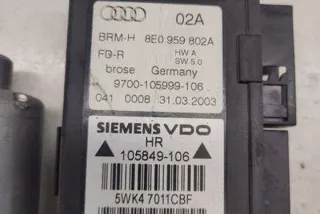 02A
BRM-H 8E0 959 802A
FD-R HW A
SW 5.0
brose Germany
9700-105999-106
041 0008 31.03.2003
SIEMENS VDO
HR
105849-106
5WK4 7011CBF